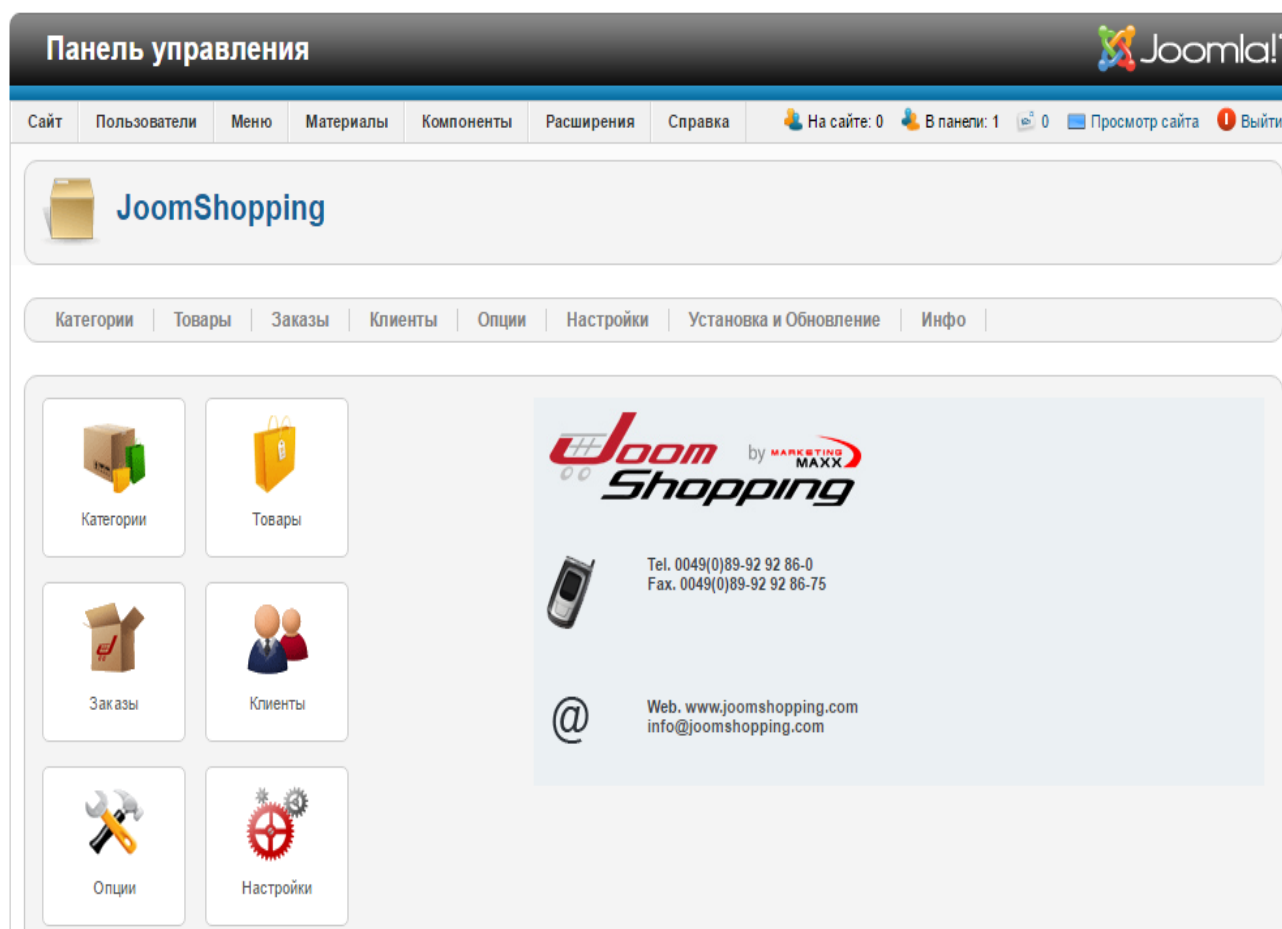 Панель управления
Joomla!
Сайт Пользователи Меню Материалы Компоненты Расширения Справка На сайте: 0 В панели: 1 0 Просмотр сайта Выйти
JoomShopping
Категории Товары Заказы Клиенты Опции Настройки Установка и Обновление Инфо
Категории Товары
Joom by MARKETING MAXX
Shopping
Tel. 0049(0)89-92 92 86-0
Fax. 0049(0)89-92 92 86-75
Заказы Клиенты
@
Web. www.joomshopping.com
info@joomshopping.com
Опции Настройки